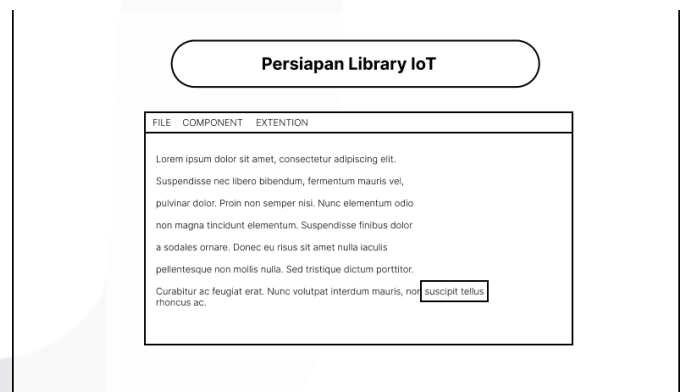 Persiapan Library IoT
FILE COMPONENT EXTENTION
Lorem ipsum dolor sit amet, consectetur adipiscing elit.
Suspendisse nec libero bibendum, fermentum mauris vel,
pulvinar dolor. Proin non semper nisi. Nunc elementum odio
non magna tincidunt elementum. Suspendisse finibus dolor
a sodales ornare. Donec eu risus sit amet nulla iaculis
pellentesque non mollis nulla. Sed tristique dictum porttitor.
Curabitur ac feugiat erat. Nunc volutpat interdum mauris, non suscipit tellus
rhoncus ac.